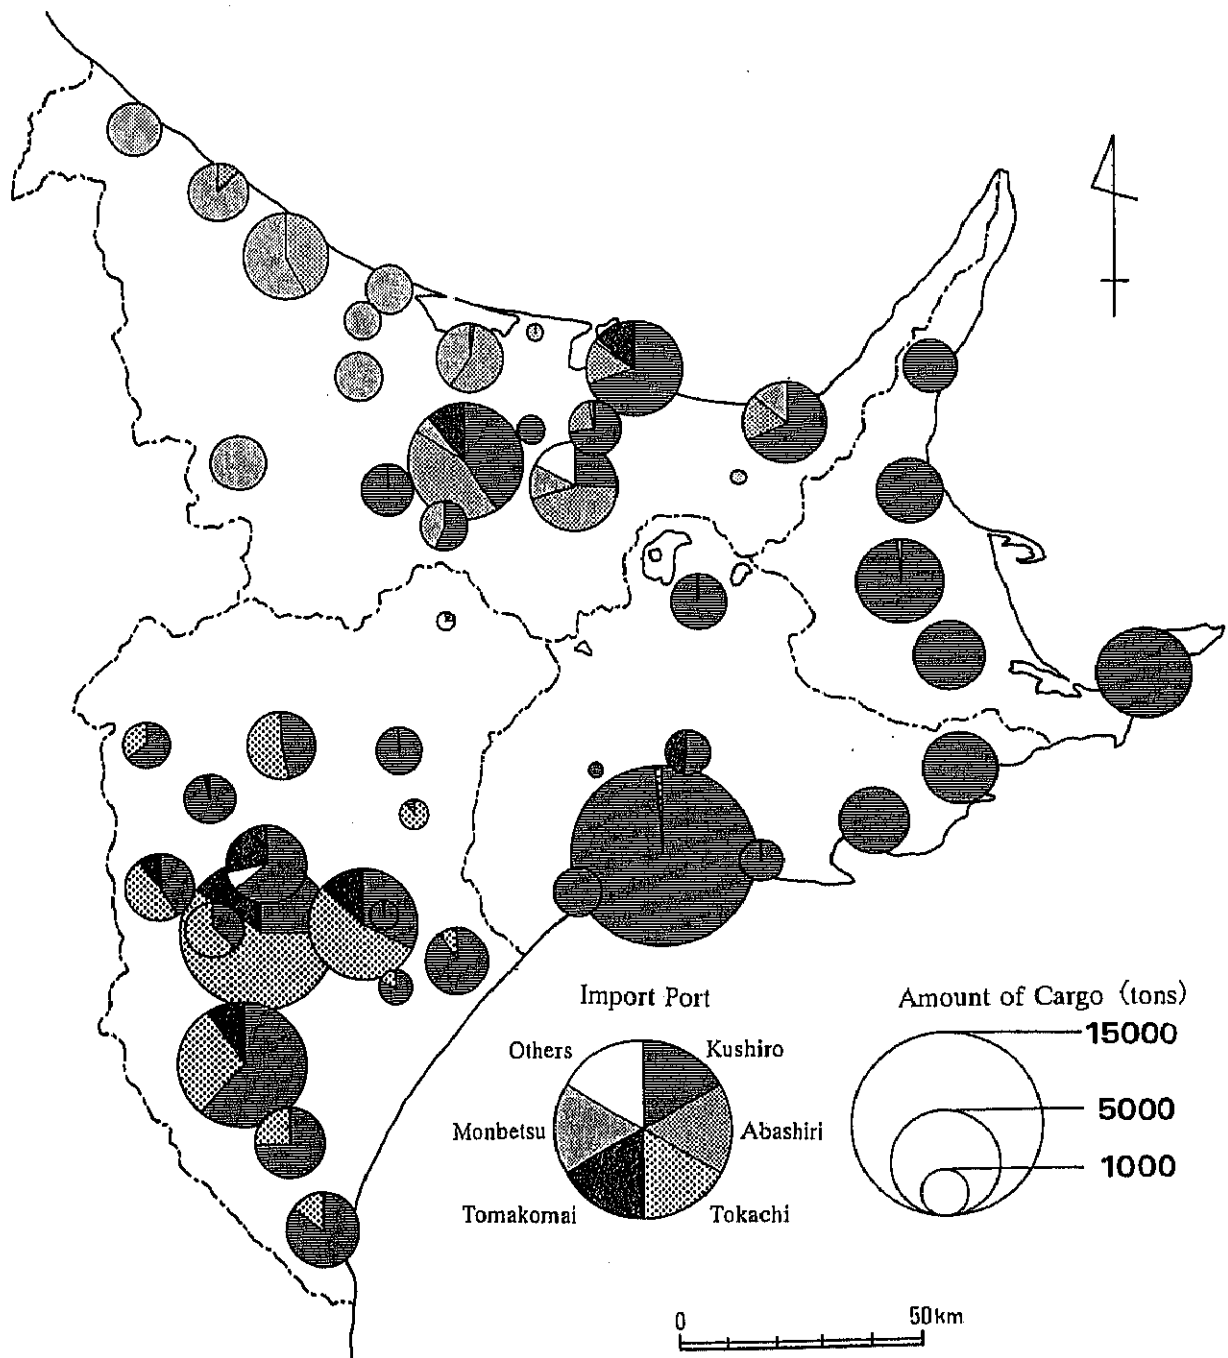 Import Port
Amount of Cargo (tons)
15000
Others
Kushiro
5000
Monbetsu
Abashiri
1000
Tomakomai
Tokachi
0
50km